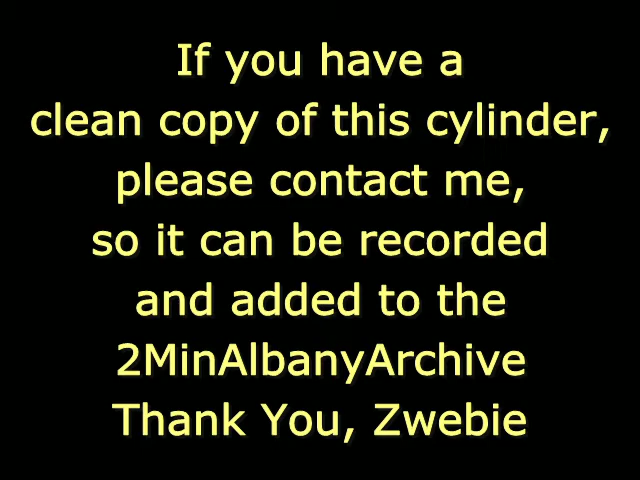 If you have a
clean copy of this cylinder,
please contact me,
so it can be recorded
and added to the
2MinAlbanyArchive
Thank You, Zwebie